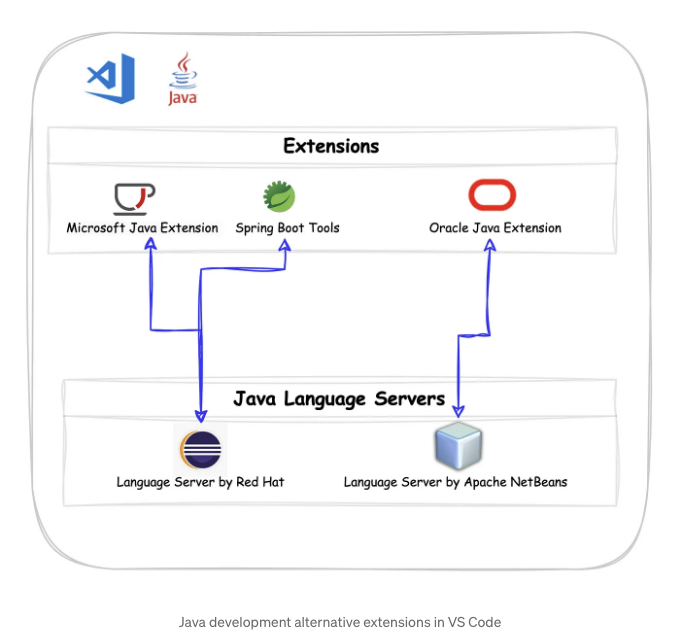 Java
Extensions
Microsoft Java Extension
Spring Boot Tools
Oracle Java Extension
Java Language Servers
Language Server by Red Hat
Language Server by Apache NetBeans
Java development alternative extensions in VS Code